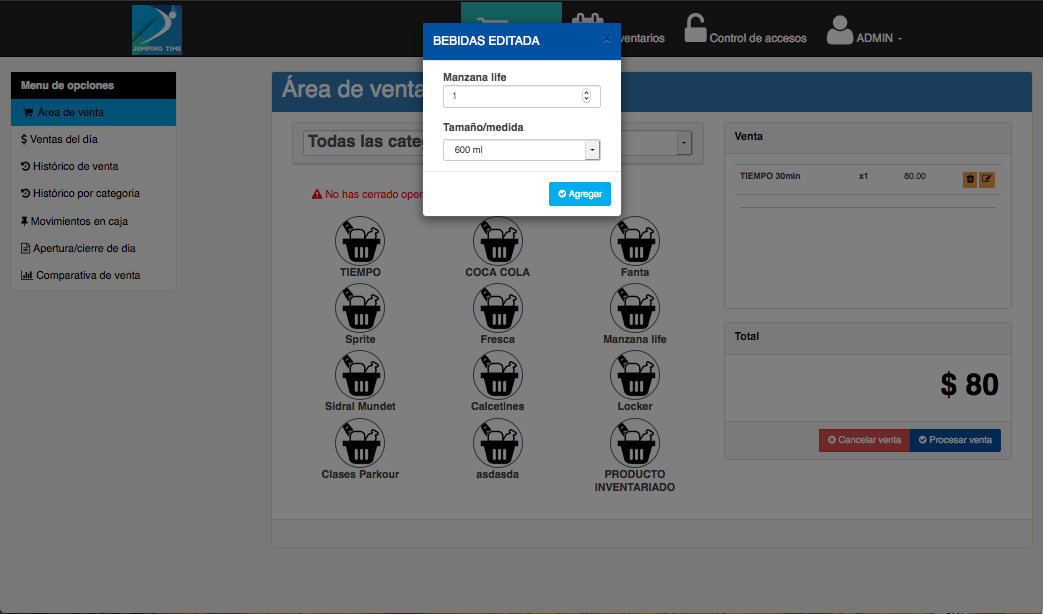 JUMPING TIME
Control de accesos
ADMIN
BEBIDAS EDITADA
Manzana life
1
Tamaño/medida
600 ml
Agregar
Menu de opciones
Área de venta
Ventas del día
Histórico de venta
Histórico por categoria
Movimientos en caja
Apertura/cierre de dia
Comparativa de venta
Área de venta
Todas las cate
No has cerrado oper
TIEMPO
COCA COLA
Fanta
Sprite
Fresca
Manzana life
Sidral Mundet
Calcetines
Locker
Clases Parkour
asdasda
PRODUCTO
INVENTARIADO
Venta
TIEMPO 30min x1 80.00
Total
$ 80
Cancelar venta
Procesar venta